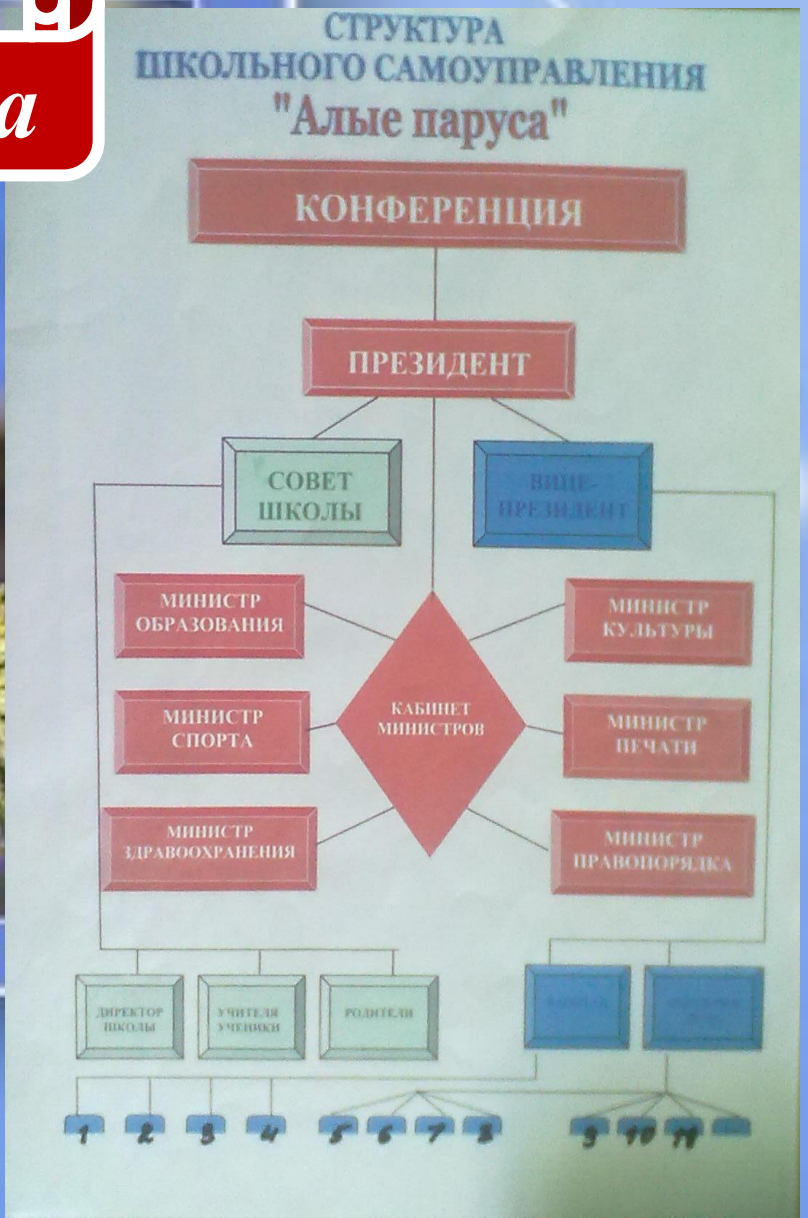 а
СТРУКТУРА
ШКОЛЬНОГО САМОУПРАВЛЕНИЯ
"Алые паруса"
КОНФЕРЕНЦИЯ
ПРЕЗИДЕНТ
СОВЕТ
ШКОЛЫ
ВИЦЕ-
ПРЕЗИДЕНТ
МИНИСТР
ОБРАЗОВАНИЯ
МИНИСТР
КУЛЬТУРЫ
МИНИСТР
СПОРТА
КАБИНЕТ
МИНИСТРОВ
МИНИСТР
ПЕЧАТИ
МИНИСТР
ЗДРАВООХРАНЕНИЯ
МИНИСТР
ПРАВОПОРЯДКА
ДИРЕКТОР
ШКОЛЫ
УЧИТЕЛЯ
УЧЕНИКИ
РОДИТЕЛИ
1 2 3 4 5 6 7 8 9 10 11